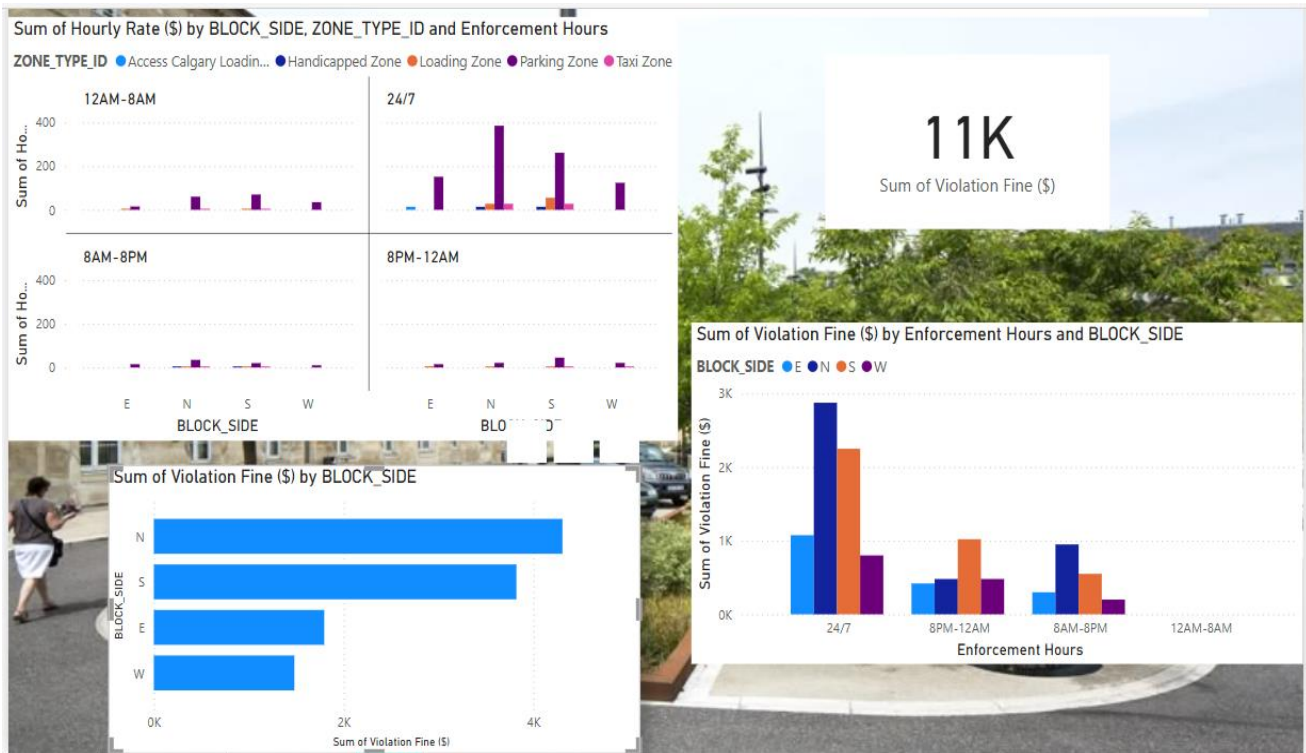 Sum of Hourly Rate ($) by BLOCK_SIDE, ZONE_TYPE_ID and Enforcement Hours
ZONE_TYPE_ID Access Calgary Loadin... Handicapped Zone Loading Zone Parking Zone Taxi Zone
12AM-8AM
24/7
Sum of Ho...
400
200
0
8AM-8PM
8PM-12AM
Sum of Ho...
400
200
0
E N S W
E N S W
BLOCK_SIDE
11K
Sum of Violation Fine ($)
Sum of Violation Fine ($) by Enforcement Hours and BLOCK_SIDE
BLOCK_SIDE E N S W
Sum of Violation Fine ($)
3K
2K
1K
0K
24/7 8PM-12AM 8AM-8PM 12AM-8AM
Enforcement Hours
Sum of Violation Fine ($) by BLOCK_SIDE
BLOCK_SIDE
N
S
E
W
0K 2K 4K
Sum of Violation Fine ($)